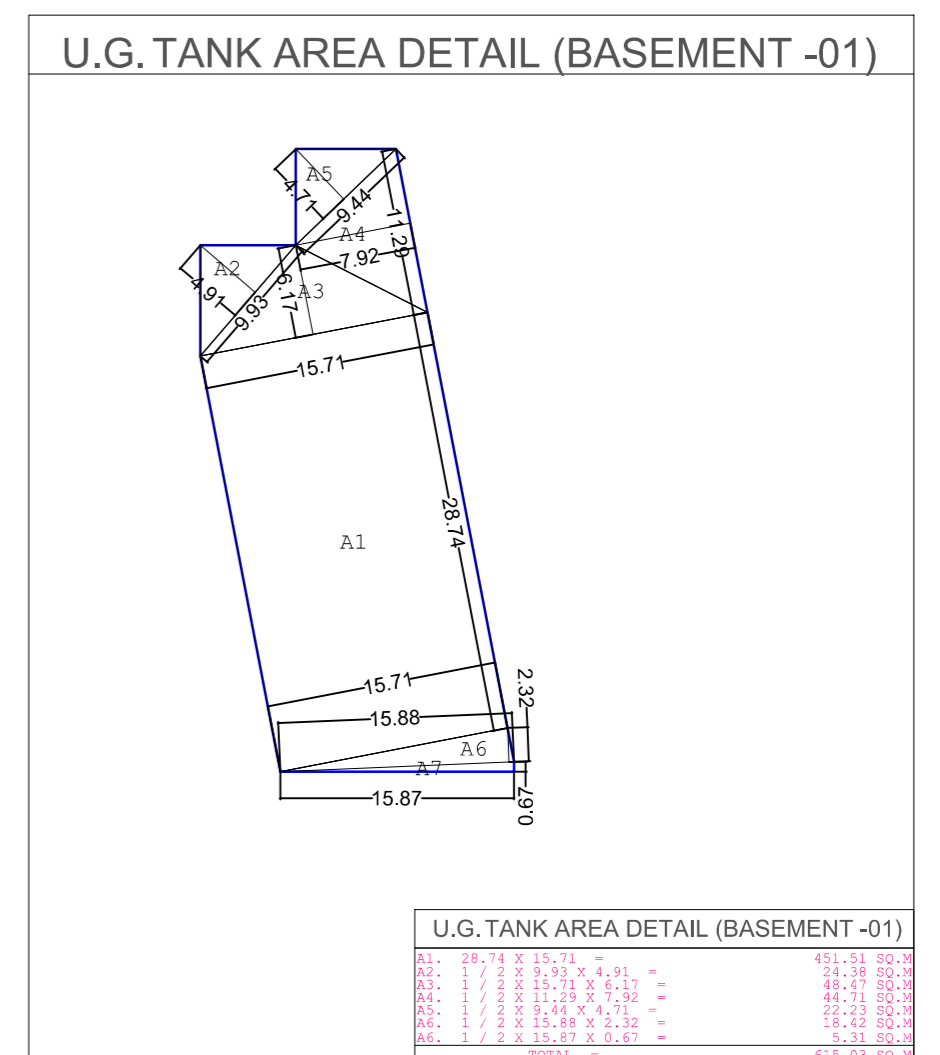 U.G. TANK AREA DETAIL (BASEMENT -01)
A5
4.71
9.44
11.29
A4
7.92
A2
4.91
9.93
6.17
A3
15.71
28.74
A1
15.71
2.32
15.88
A6
A7
15.87
0.67
U.G. TANK AREA DETAIL (BASEMENT -01)
A1. 28.74 X 15.71 = 451.51 SQ.M
A2. 1 / 2 X 9.93 X 4.91 = 24.38 SQ.M
A3. 1 / 2 X 15.71 X 6.17 = 48.47 SQ.M
A4. 1 / 2 X 11.29 X 7.92 = 44.71 SQ.M
A5. 1 / 2 X 9.44 X 4.71 = 22.23 SQ.M
A6. 1 / 2 X 15.88 X 2.32 = 18.42 SQ.M
A6. 1 / 2 X 15.87 X 0.67 = 5.31 SQ.M
TOTAL = 615.03 SQ.M